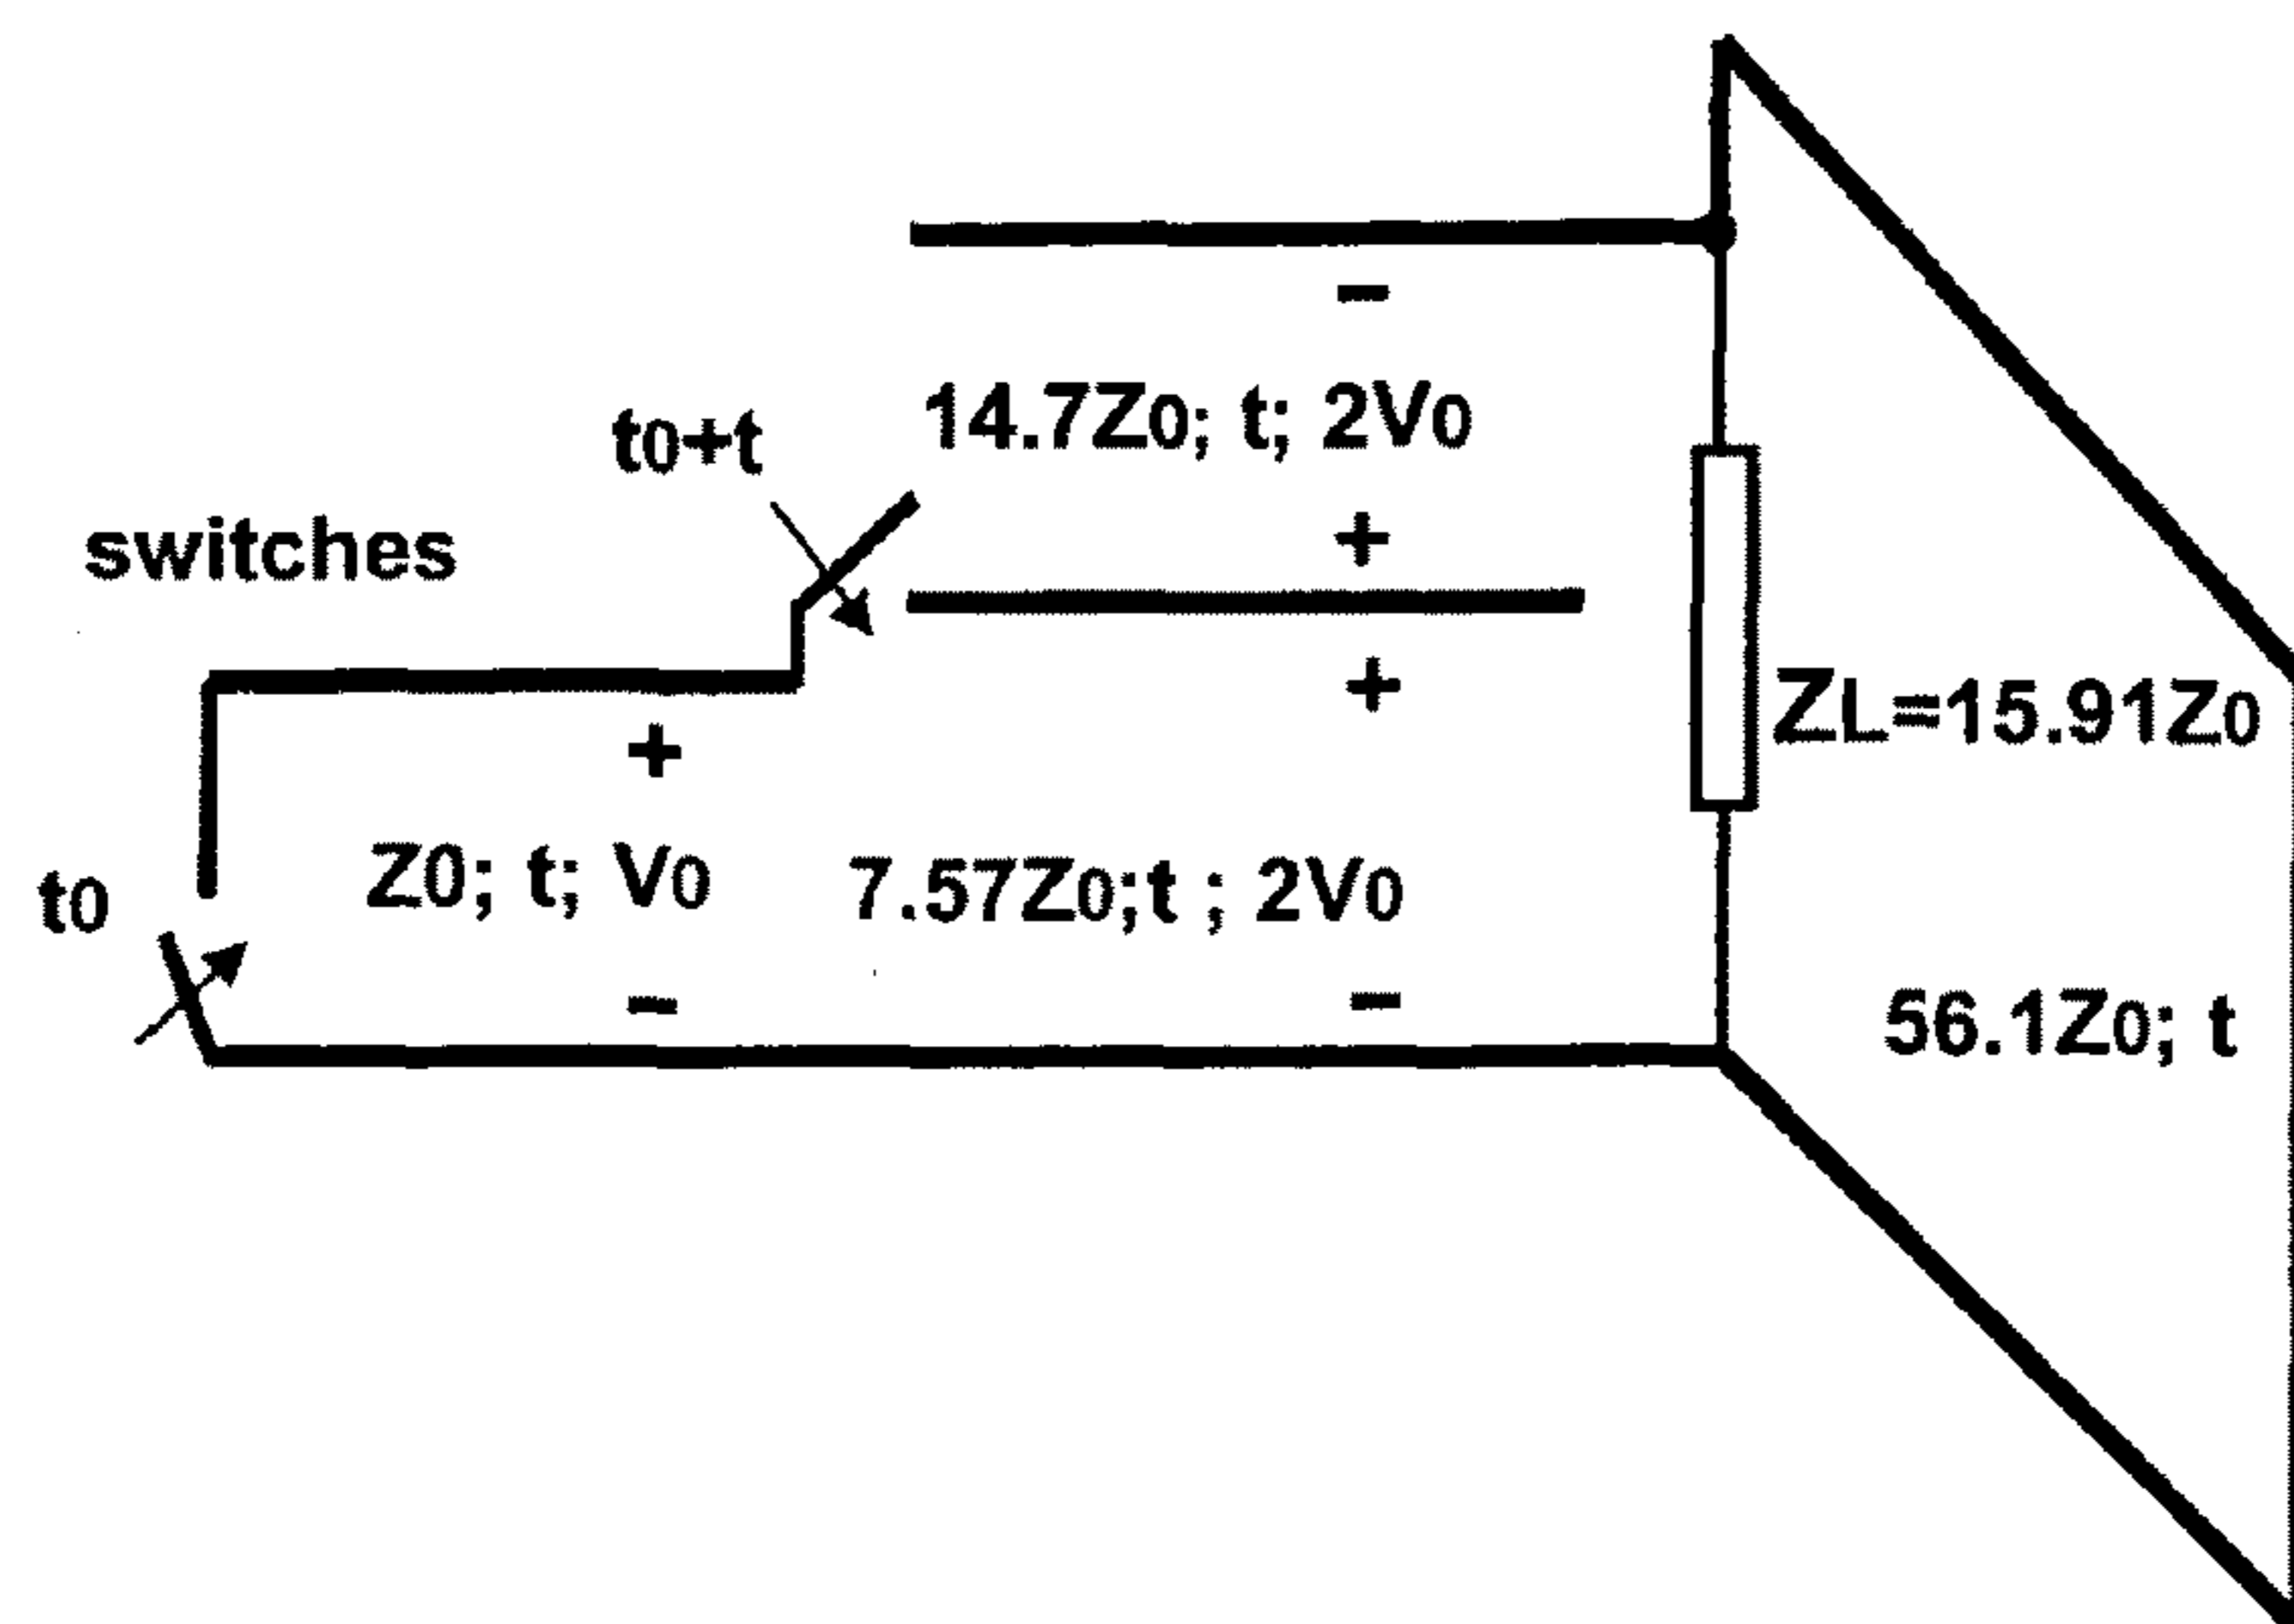 t0+t
14.7Z0; t; 2V0
switches
+
+
ZL=15.91Z0
+
t0
Z0; t; V0
7.57Z0;t ; 2V0
56.1Z0; t